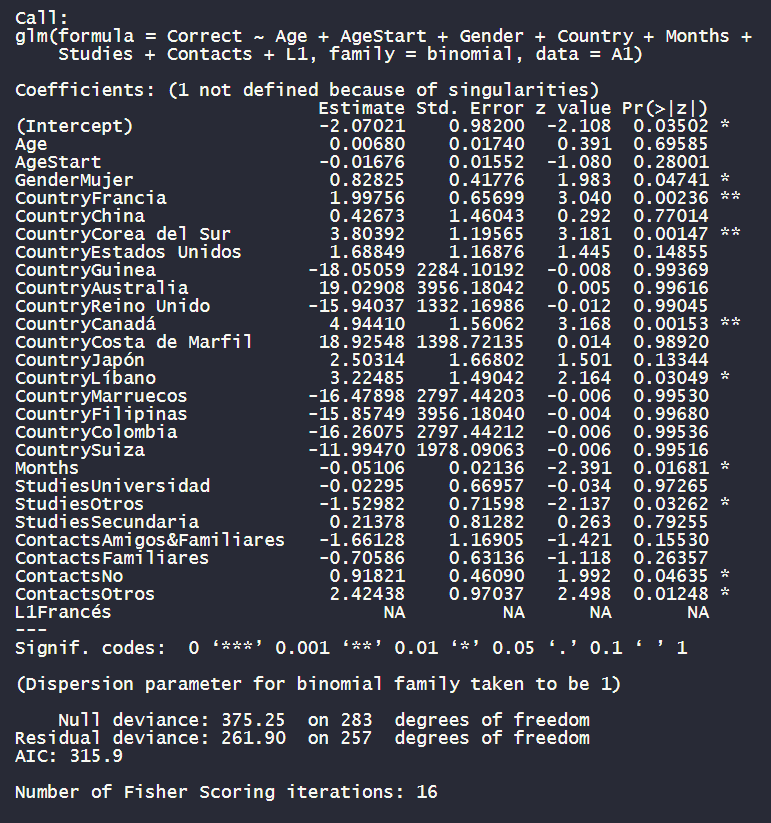 Call:
glm(formula = Correct ~ Age + AgeStart + Gender + Country + Months +
    Studies + Contacts + L1, family = binomial, data = A1)

Coefficients: (1 not defined because of singularities)
                           Estimate Std. Error z value Pr(>|z|)
(Intercept)                -2.07021    0.98200  -2.108  0.03502 *
Age                         0.00680    0.01740   0.391  0.69585
AgeStart                   -0.01676    0.01552  -1.080  0.28001
GenderMujer                 0.82825    0.41776   1.983  0.04741 *
CountryFrancia              1.99756    0.65699   3.040  0.00236 **
CountryChina                0.42673    1.46043   0.292  0.77014
CountryCorea del Sur        3.80392    1.19565   3.181  0.00147 **
CountryEstados Unidos       1.68849    1.16876   1.445  0.14855
CountryGuinea             -18.05059 2284.10192  -0.008  0.99369
CountryAustralia           19.02908 3956.18042   0.005  0.99616
CountryReino Unido        -15.94037 1332.16986  -0.012  0.99045
CountryCanadá               4.94410    1.56062   3.168  0.00153 **
CountryCosta de Marfil     18.92548 1398.72135   0.014  0.98920
CountryJapón                2.50314    1.66802   1.501  0.13344
CountryLíbano               3.22485    1.49042   2.164  0.03049 *
CountryMarruecos          -16.47898 2797.44203  -0.006  0.99530
CountryFilipinas          -15.85749 3956.18040  -0.004  0.99680
CountryColombia           -16.26075 2797.44212  -0.006  0.99536
CountrySuiza              -11.99470 1978.09063  -0.006  0.99516
Months                     -0.05106    0.02136  -2.391  0.01681 *
StudiesUniversidad         -0.02295    0.66957  -0.034  0.97265
StudiesOtros               -1.52982    0.71598  -2.137  0.03262 *
StudiesSecundaria           0.21378    0.81282   0.263  0.79255
ContactsAmigos&Familiares  -1.66128    1.16905  -1.421  0.15530
ContactsFamiliares         -0.70586    0.63136  -1.118  0.26357
ContactsNo                  0.91821    0.46090   1.992  0.04635 *
ContactsOtros               2.42438    0.97037   2.498  0.01248 *
L1Francés                        NA         NA      NA       NA
---
Signif. codes:  0 ‘***’ 0.001 ‘**’ 0.01 ‘*’ 0.05 ‘.’ 0.1 ‘ ’ 1

(Dispersion parameter for binomial family taken to be 1)

    Null deviance: 375.25  on 283  degrees of freedom
Residual deviance: 261.90  on 257  degrees of freedom
AIC: 315.9

Number of Fisher Scoring iterations: 16